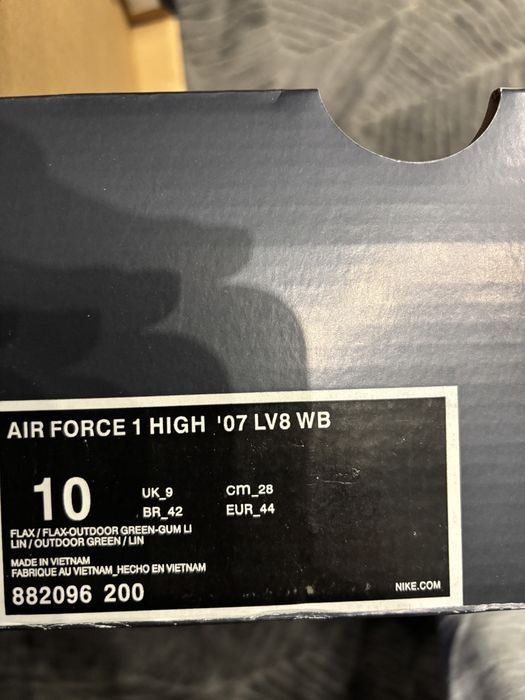 AIR FORCE 1 HIGH '07 LV8 WB
10 UK_9 cm_28
BR_42 EUR_44
FLAX / FLAX-OUTDOOR GREEN-GUM LI
LIN / OUTDOOR GREEN / LIN
MADE IN VIETNAM
FABRIQUE AU VIETNAM_HECHO EN VIETNAM
882096 200 NIKE.COM